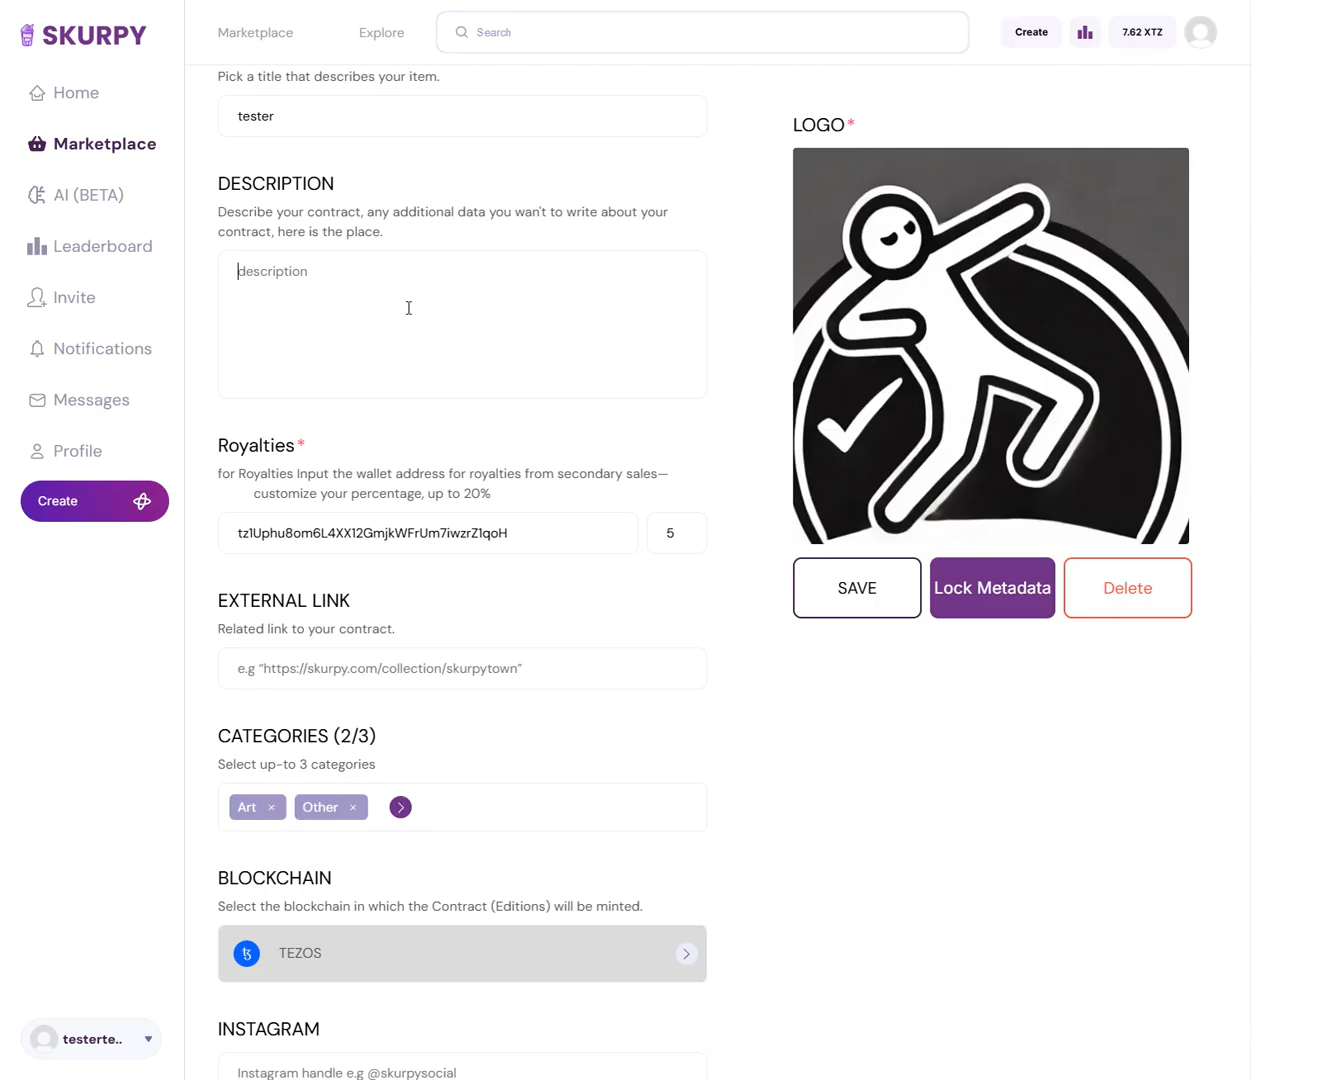 SKURPY
Home
Marketplace
AI (BETA)
Leaderboard
Invite
Notifications
Messages
Profile
Create
testerte..
Marketplace
Explore
Search
Create
7.62 XTZ
Pick a title that describes your item.
tester
DESCRIPTION
Describe your contract, any additional data you wan't to write about your
contract, here is the place.
description
Royalties*
for Royalties Input the wallet address for royalties from secondary sales—
customize your percentage, up to 20%
tz1Uphu8om6L4XX12GmjkWFrUm7iwzrZ1qoH
5
EXTERNAL LINK
Related link to your contract.
e.g "https://skurpy.com/collection/skurpytown"
CATEGORIES (2/3)
Select up-to 3 categories
Art ×
Other ×
BLOCKCHAIN
Select the blockchain in which the Contract (Editions) will be minted.
TEZOS
INSTAGRAM
Instagram handle e.g @skurpysocial
LOGO*
SAVE
Lock Metadata
Delete